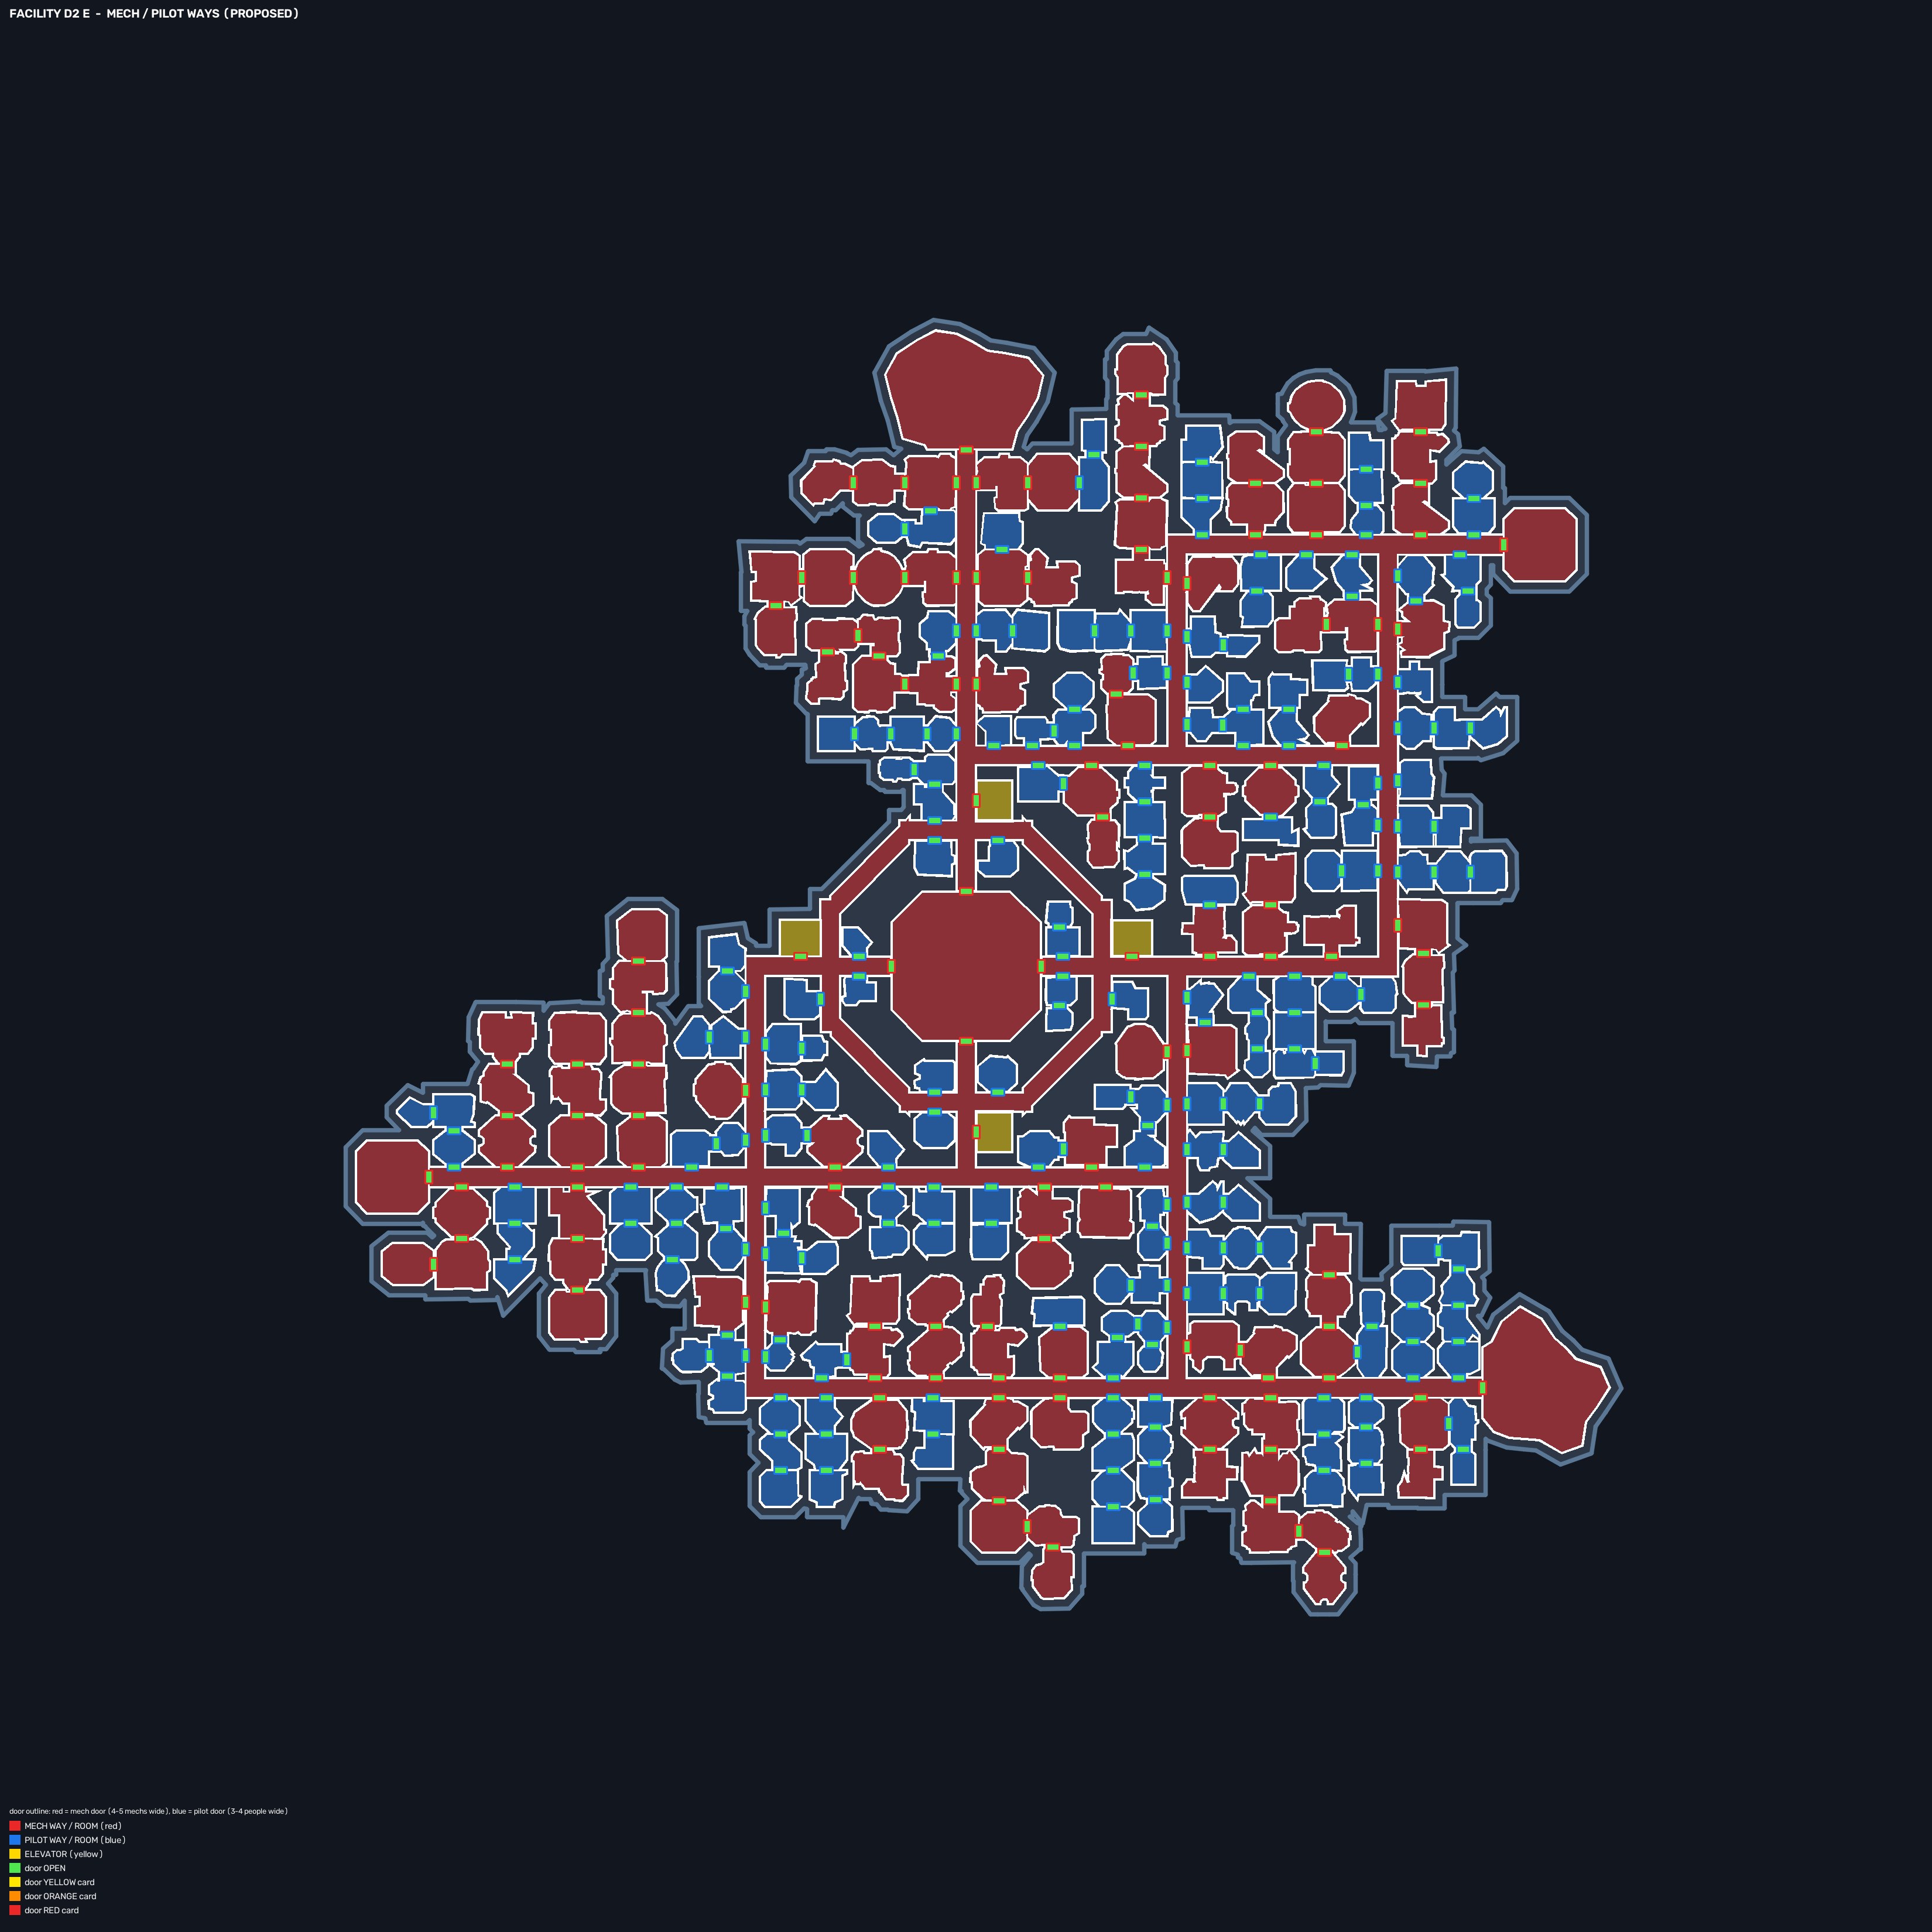 FACILITY D2 E - MECH / PILOT WAYS (PROPOSED)
door outline: red = mech door (4-5 mechs wide), blue = pilot door (3-4 people wide)
MECH WAY / ROOM (red)
PILOT WAY / ROOM (blue)
ELEVATOR (yellow)
door OPEN
door YELLOW card
door ORANGE card
door RED card